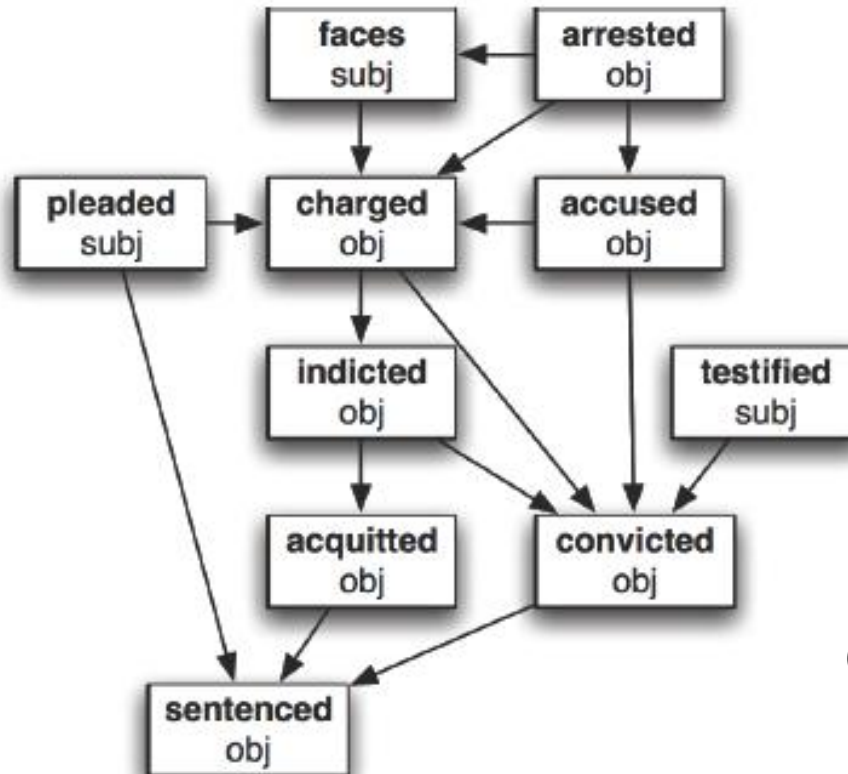 faces
subj
arrested
obj
pleaded
subj
charged
obj
accused
obj
indicted
obj
testified
subj
acquitted
obj
convicted
obj
sentenced
obj